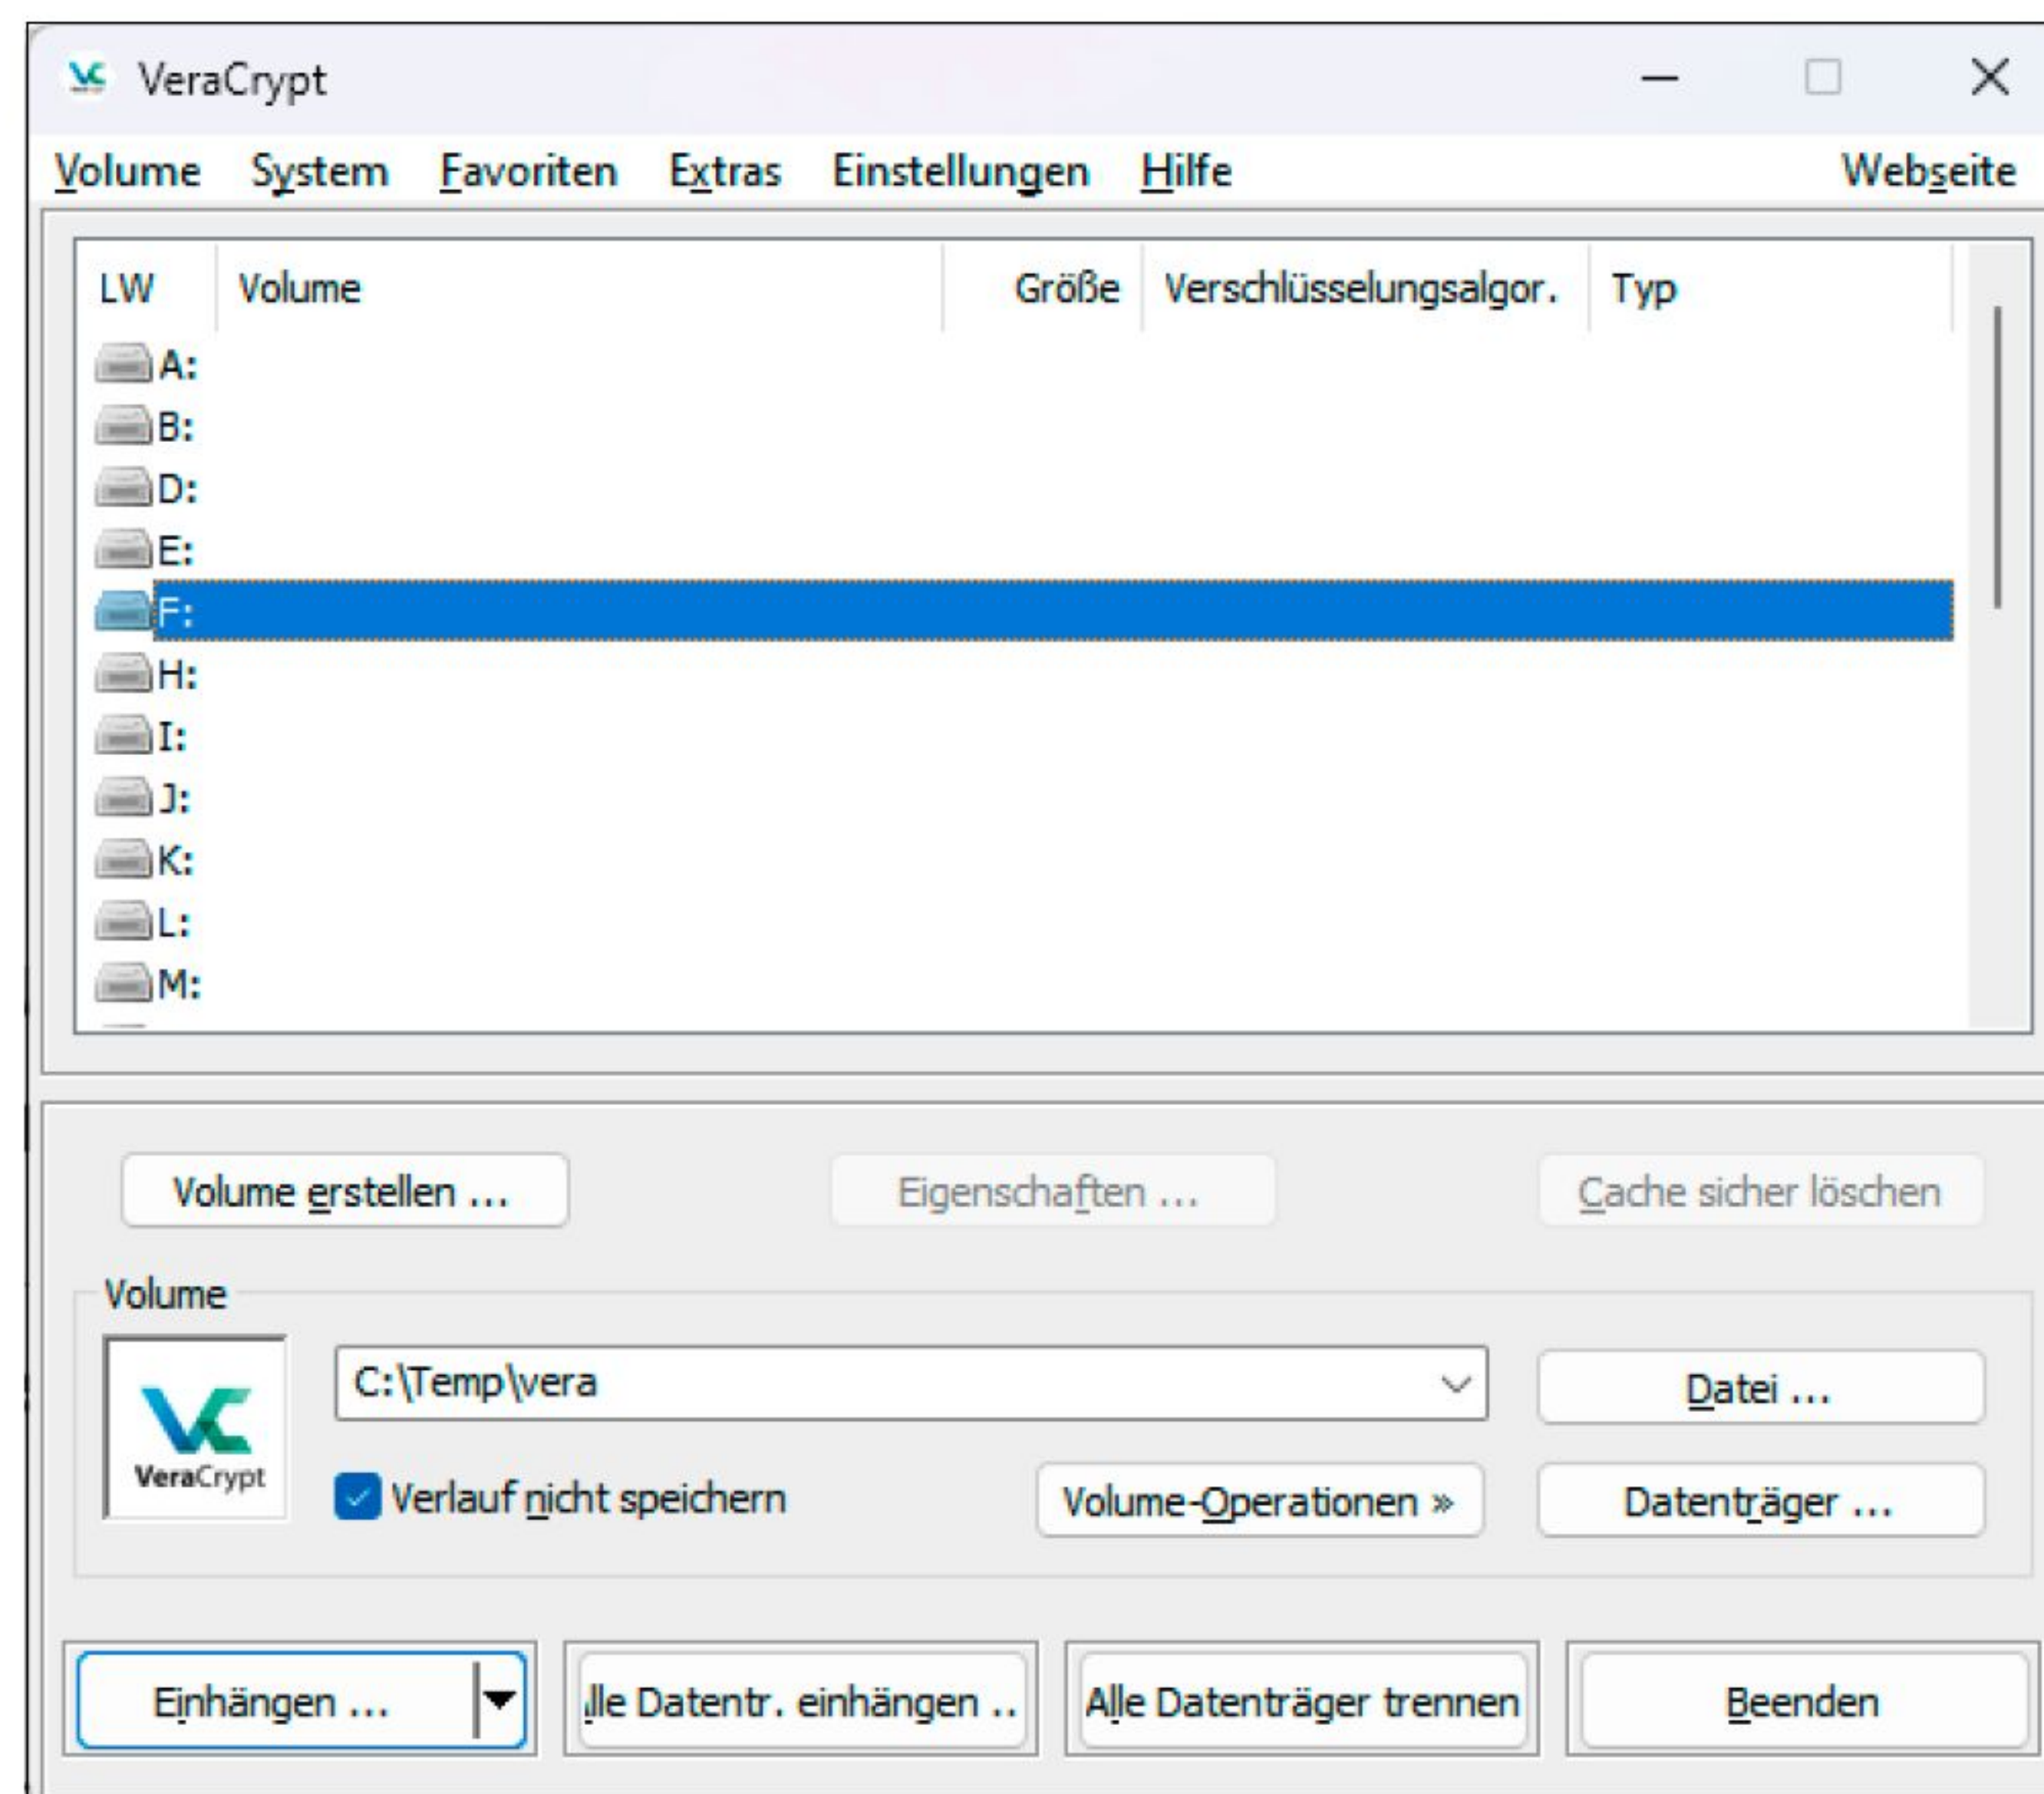 VeraCrypt
Volume System Favoriten Extras Einstellungen Hilfe Webseite
LW Volume Größe Verschlüsselungsalgor. Typ
A:
B:
D:
E:
F:
H:
I:
J:
K:
L:
M:
Volume erstellen ... Eigenschaften ... Cache sicher löschen
Volume
C:\Temp\vera Datei ...
VeraCrypt
Verlauf nicht speichern Volume-Operationen » Datenträger ...
Einhängen ... lle Datentr. einhängen .. Alle Datenträger trennen Beenden